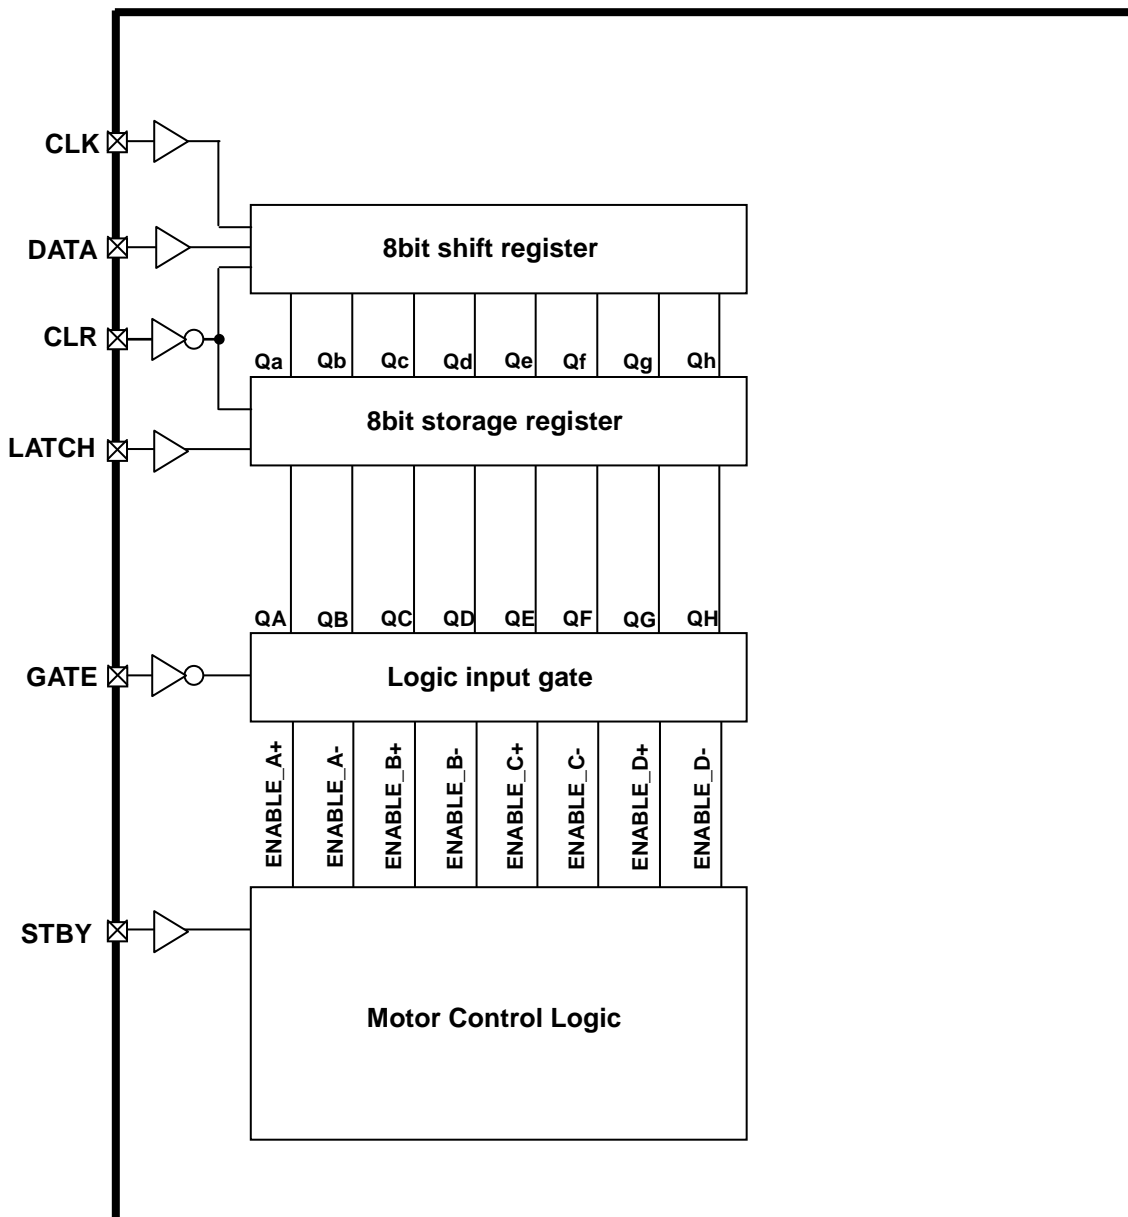 CLK
DATA
8bit shift register
CLR
Qa Qb Qc Qd Qe Qf Qg Qh
8bit storage register
LATCH
QA QB QC QD QE QF QG QH
GATE
Logic input gate
ENABLE_A+
ENABLE_A-
ENABLE_B+
ENABLE_B-
ENABLE_C+
ENABLE_C-
ENABLE_D+
ENABLE_D-
STBY
Motor Control Logic